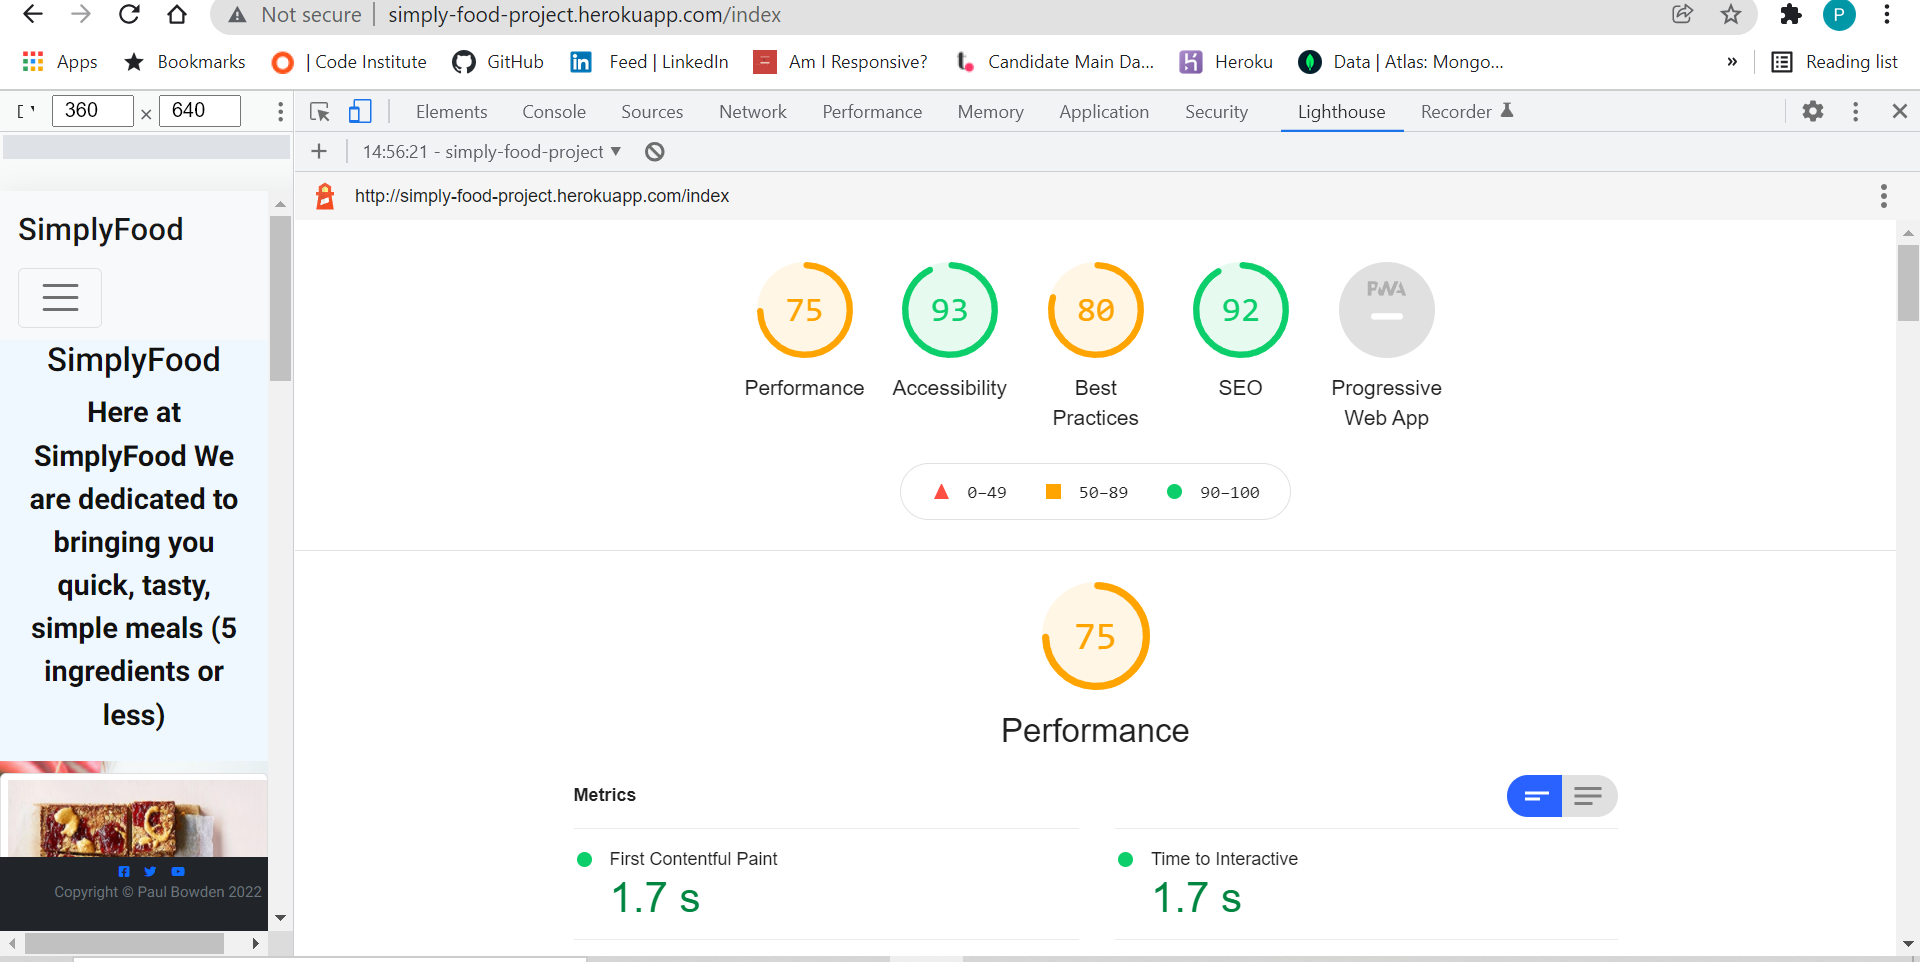 Not secure | simply-food-project.herokuapp.com/index
P
Apps Bookmarks | Code Institute GitHub Feed | LinkedIn Am I Responsive? Candidate Main Da... Heroku Data | Atlas: Mongo... » Reading list
360 × 640
Elements Console Sources Network Performance Memory Application Security Lighthouse Recorder
14:56:21 - simply-food-project
http://simply-food-project.herokuapp.com/index
SimplyFood
SimplyFood
Here at
SimplyFood We
are dedicated to
bringing you
quick, tasty,
simple meals (5
ingredients or
less)
Copyright © Paul Bowden 2022
75 93 80 92 PWA
Performance Accessibility Best Practices SEO Progressive Web App
0–49 50–89 90–100
75
Performance
Metrics
First Contentful Paint
1.7 s
Time to Interactive
1.7 s